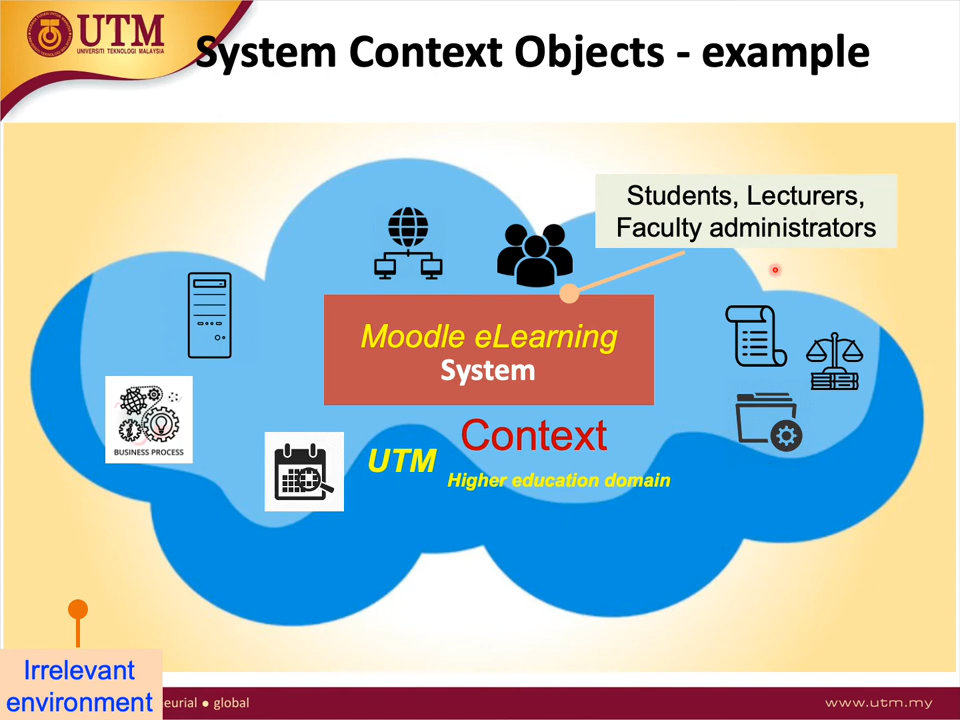 UTM
UNIVERSITI TEKNOLOGI MALAYSIA
System Context Objects - example
Students, Lecturers,
Faculty administrators
Moodle eLearning
System
BUSINESS PROCESS
Context
UTM
Higher education domain
Irrelevant
environment
eurial ● global
www.utm.my